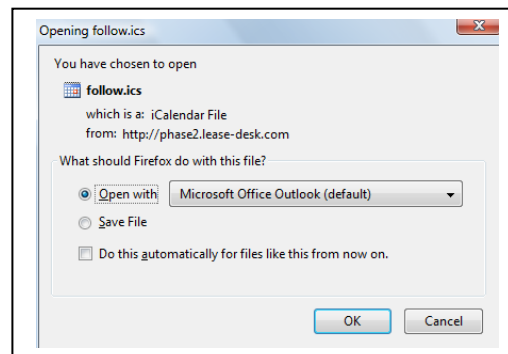 Opening follow.ics
You have chosen to open
follow.ics
which is a: iCalendar File
from: http://phase2.lease-desk.com
What should Firefox do with this file?
Open with Microsoft Office Outlook (default)
Save File
Do this automatically for files like this from now on.
OK Cancel